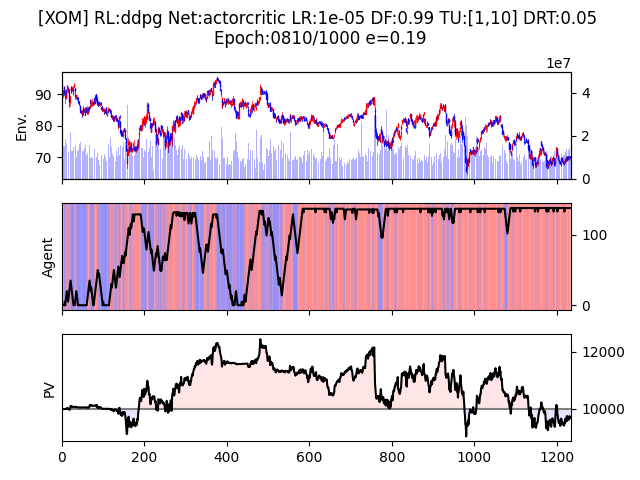 [XOM] RL:ddpg Net:actorcritic LR:1e-05 DF:0.99 TU:[1,10] DRT:0.05
Epoch:0810/1000 e=0.19
1e7
90
80
70
Env.
4
2
0
Agent
100
0
PV
12000
10000
0
200
400
600
800
1000
1200